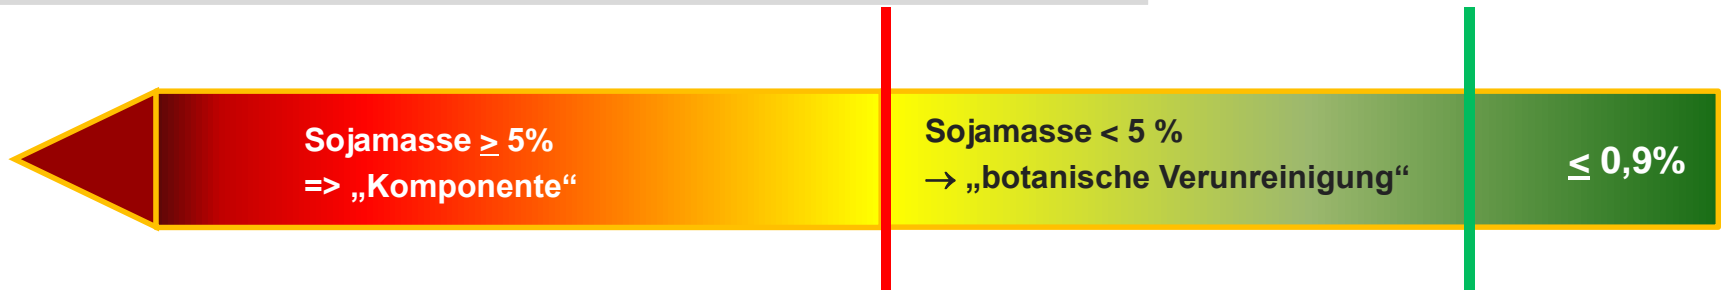 Sojamasse ≥ 5%
=> „Komponente“
Sojamasse < 5 %
→ „botanische Verunreinigung“
≤ 0,9%